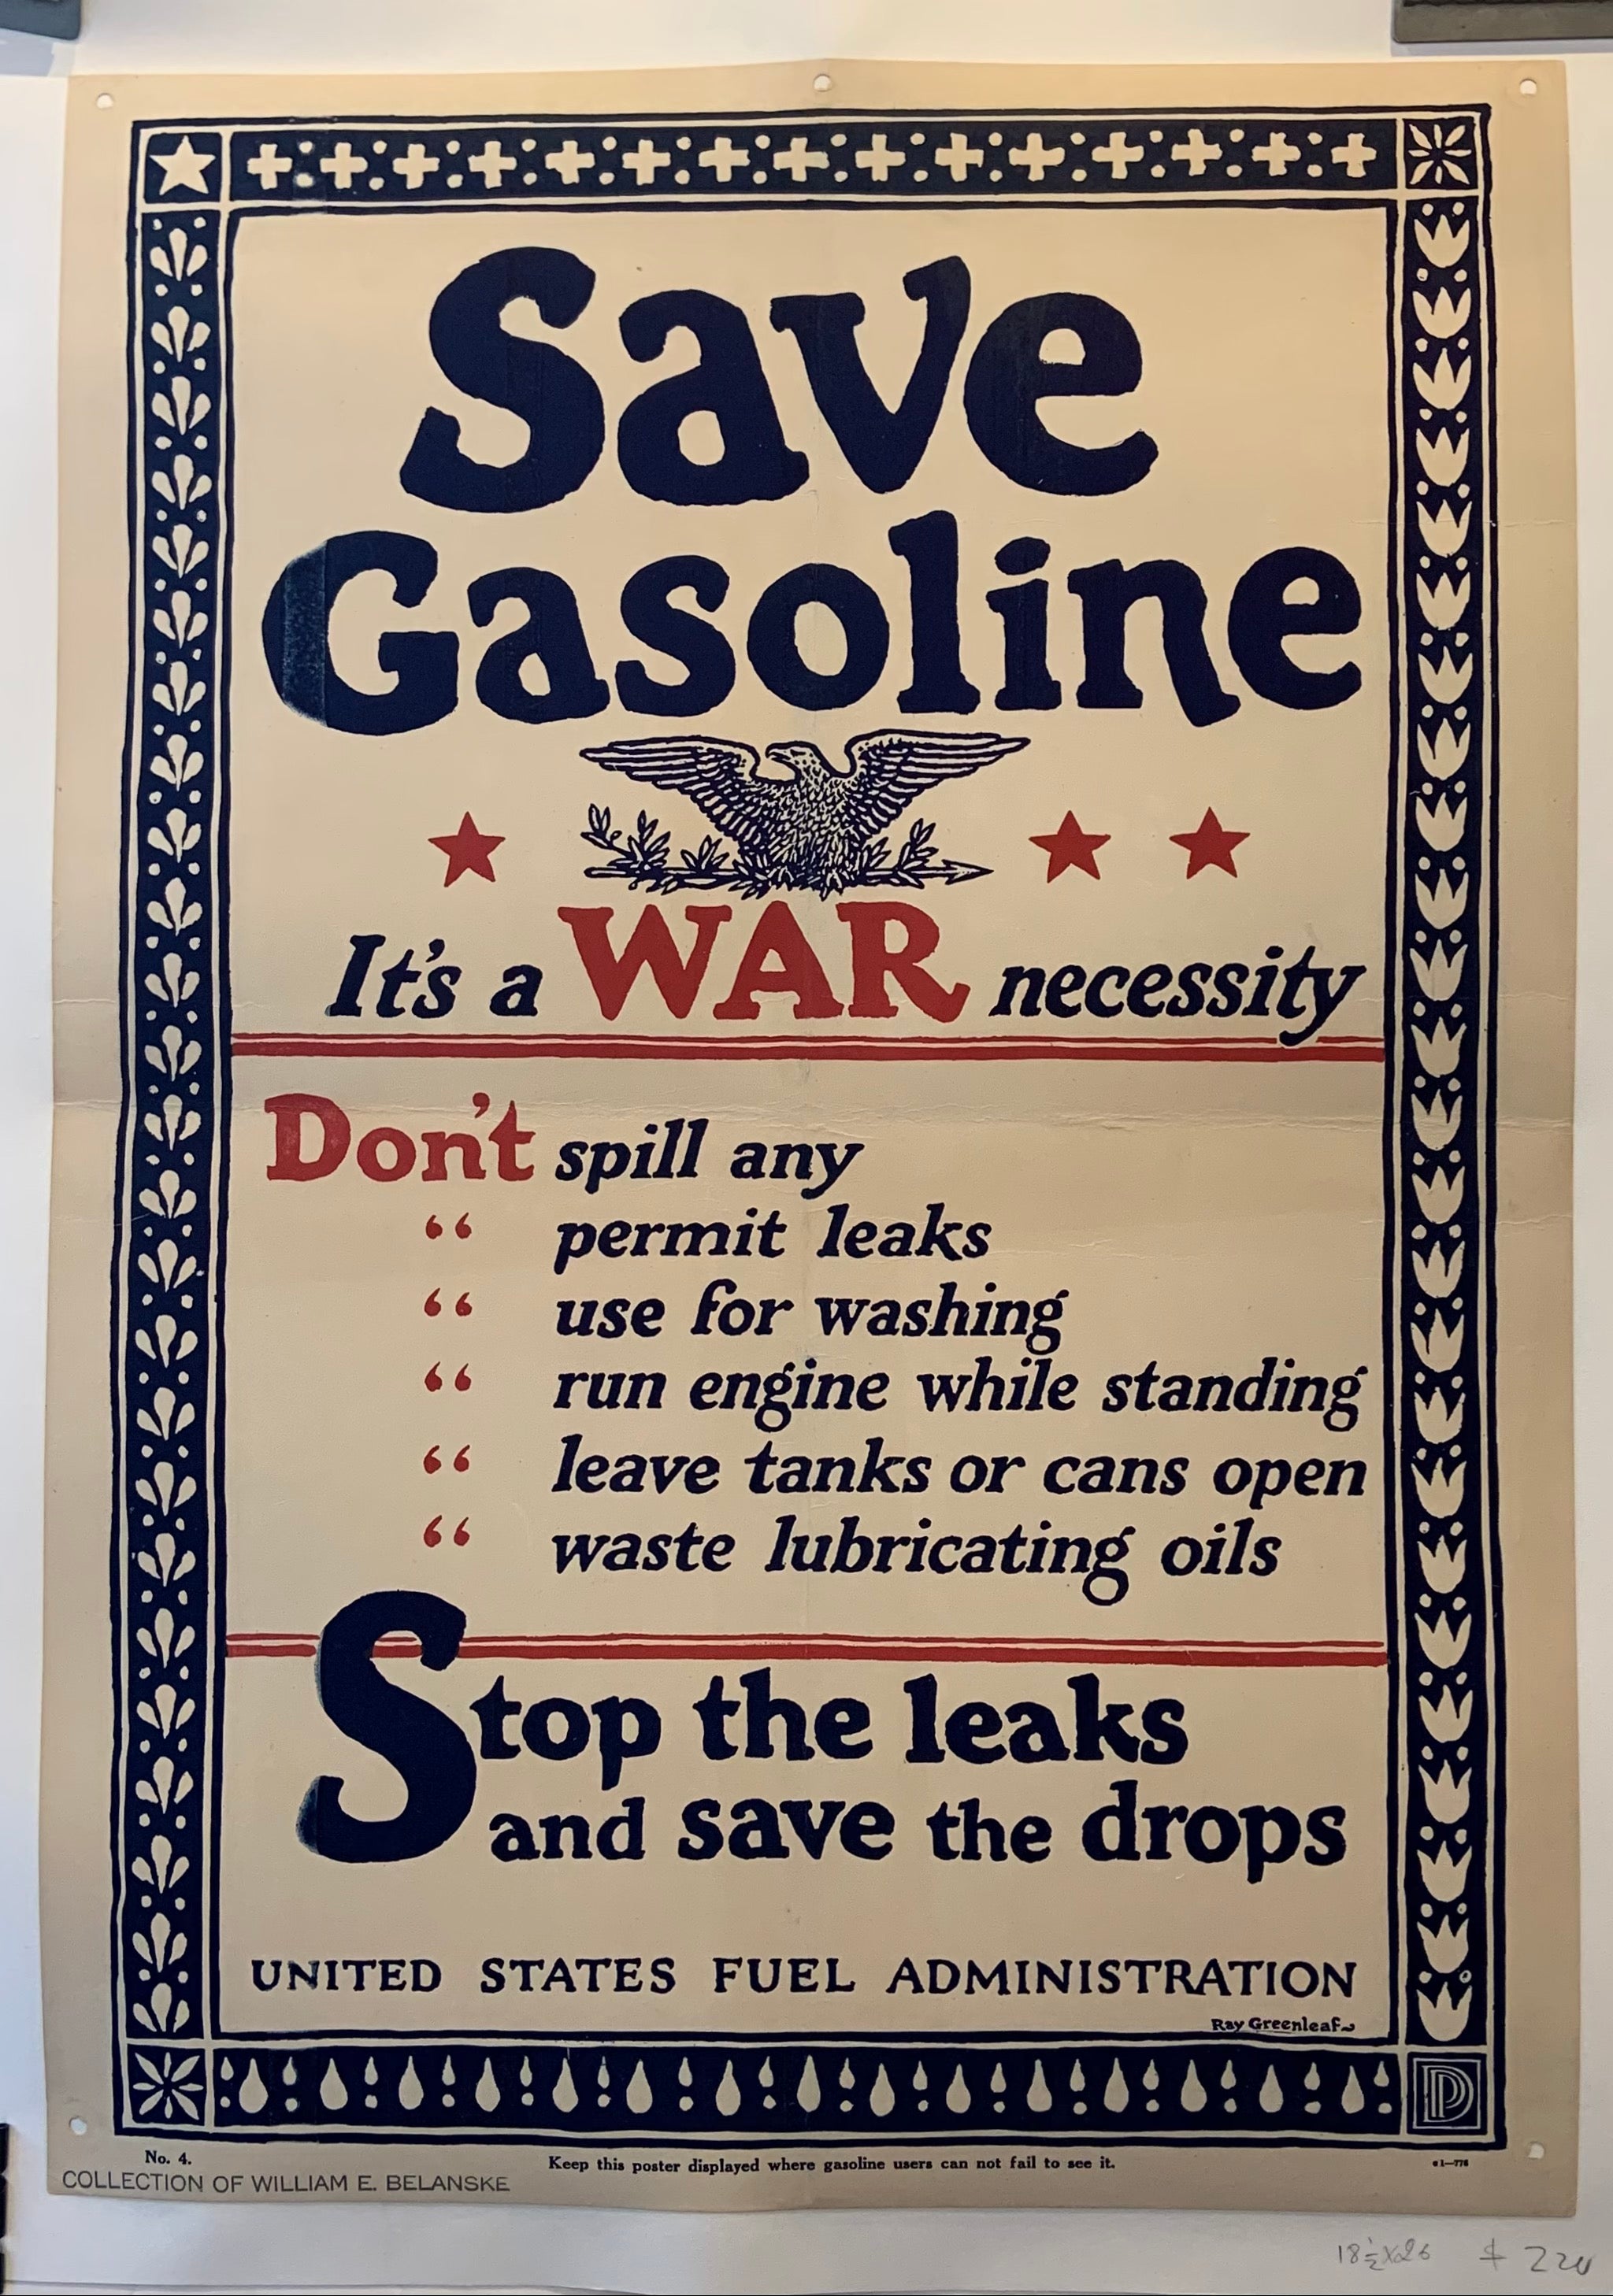 Save
Gasoline
It's a WAR necessity
Don't spill any
“ permit leaks
“ use for washing
“ run engine while standing
“ leave tanks or cans open
“ waste lubricating oils
Stop the leaks
and save the drops
UNITED STATES FUEL ADMINISTRATION
Ray Greenleaf
P
No. 4.
Keep this poster displayed where gasoline users can not fail to see it.
COLLECTION OF WILLIAM E. BELANSKE
18½x26 $ 220